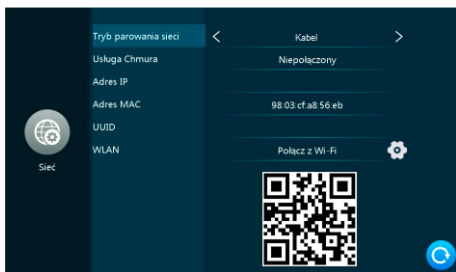 Tryb parowania sieci Kabel
Usługa Chmura Niepołączony
Adres IP
Adres MAC 98:03:cf:a8:56:eb
UUID
WLAN Połącz z Wi-Fi
Sieć